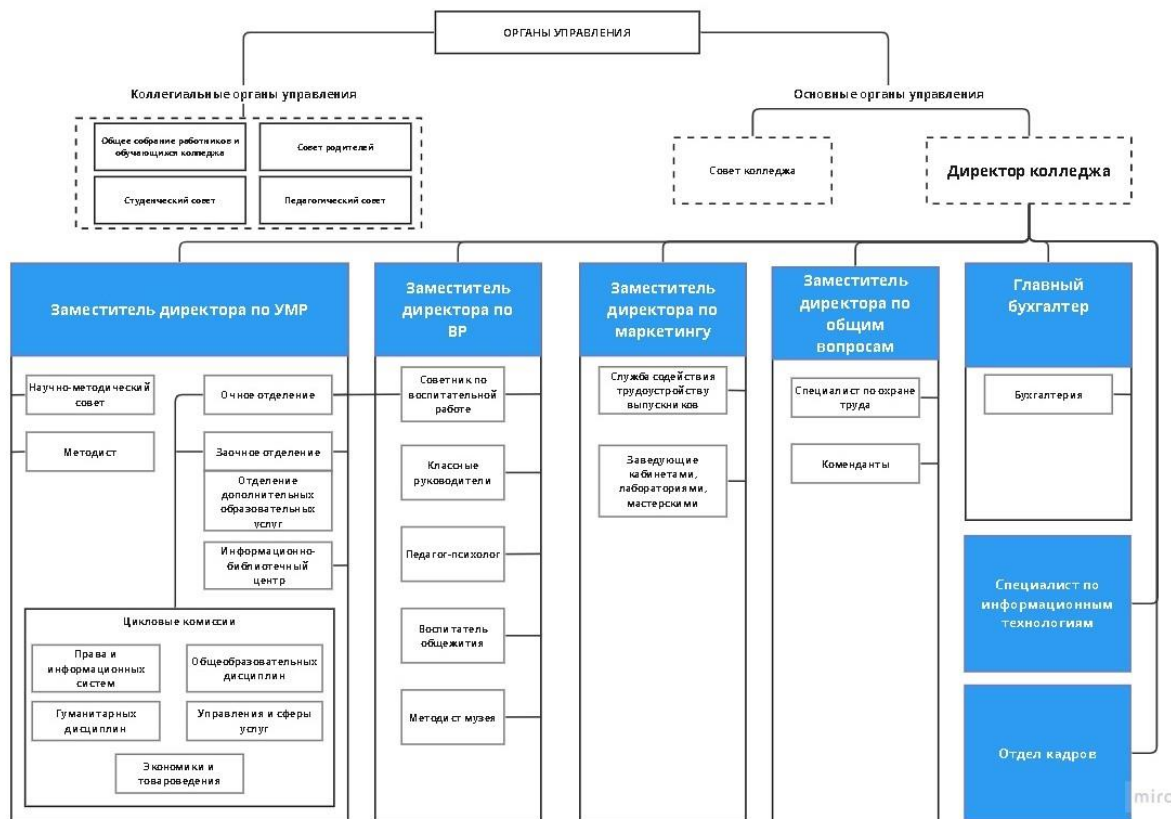 ОРГАНЫ УПРАВЛЕНИЯ
Коллегиальные органы управления
Основные органы управления
Общее собрание работников и
обучающихся колледжа
Совет родителей
Студенческий совет
Педагогический совет
Совет колледжа
Директор колледжа
Заместитель директора по УМР
Научно-методический
совет
Очное отделение
Методист
Заочное отделение
Отделение
дополнительных
образовательных
услуг
Информационно-
библиотечный
центр
Цикловые комиссии
Права и
информационных
систем
Общеобразовательных
дисциплин
Гуманитарных
дисциплин
Управления и сферы
услуг
Экономики и
товароведения
Заместитель
директора по
ВР
Советник по
воспитательной
работе
Классные
руководители
Педагог-психолог
Воспитатель
общежития
Методист музея
Заместитель
директора по
маркетингу
Служба содействия
трудоустройству
выпускников
Заведующие
кабинетами,
лабораториями,
мастерскими
Заместитель
директора по
общим
вопросам
Специалист по охране
труда
Коменданты
Главный
бухгалтер
Бухгалтерия
Специалист по
информационным
технологиям
Отдел кадров
miro